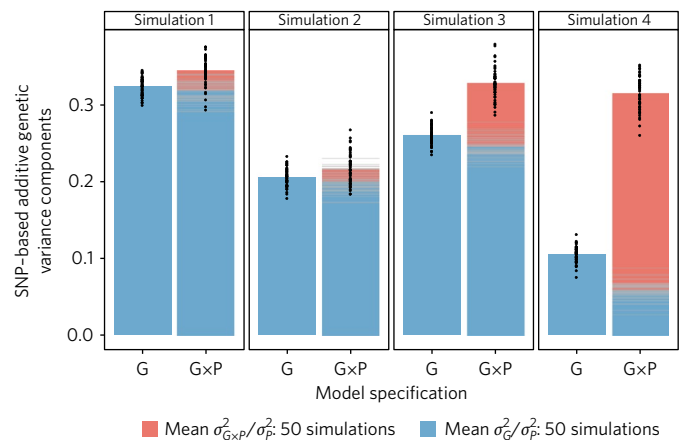 Simulation 1 Simulation 2 Simulation 3 Simulation 4
SNP-based additive genetic
variance components
0.3
0.2
0.1
0.0
G G×P G G×P G G×P G G×P
Model specification
Mean σ²G×P/σ²P: 50 simulations Mean σ²G/σ²P: 50 simulations